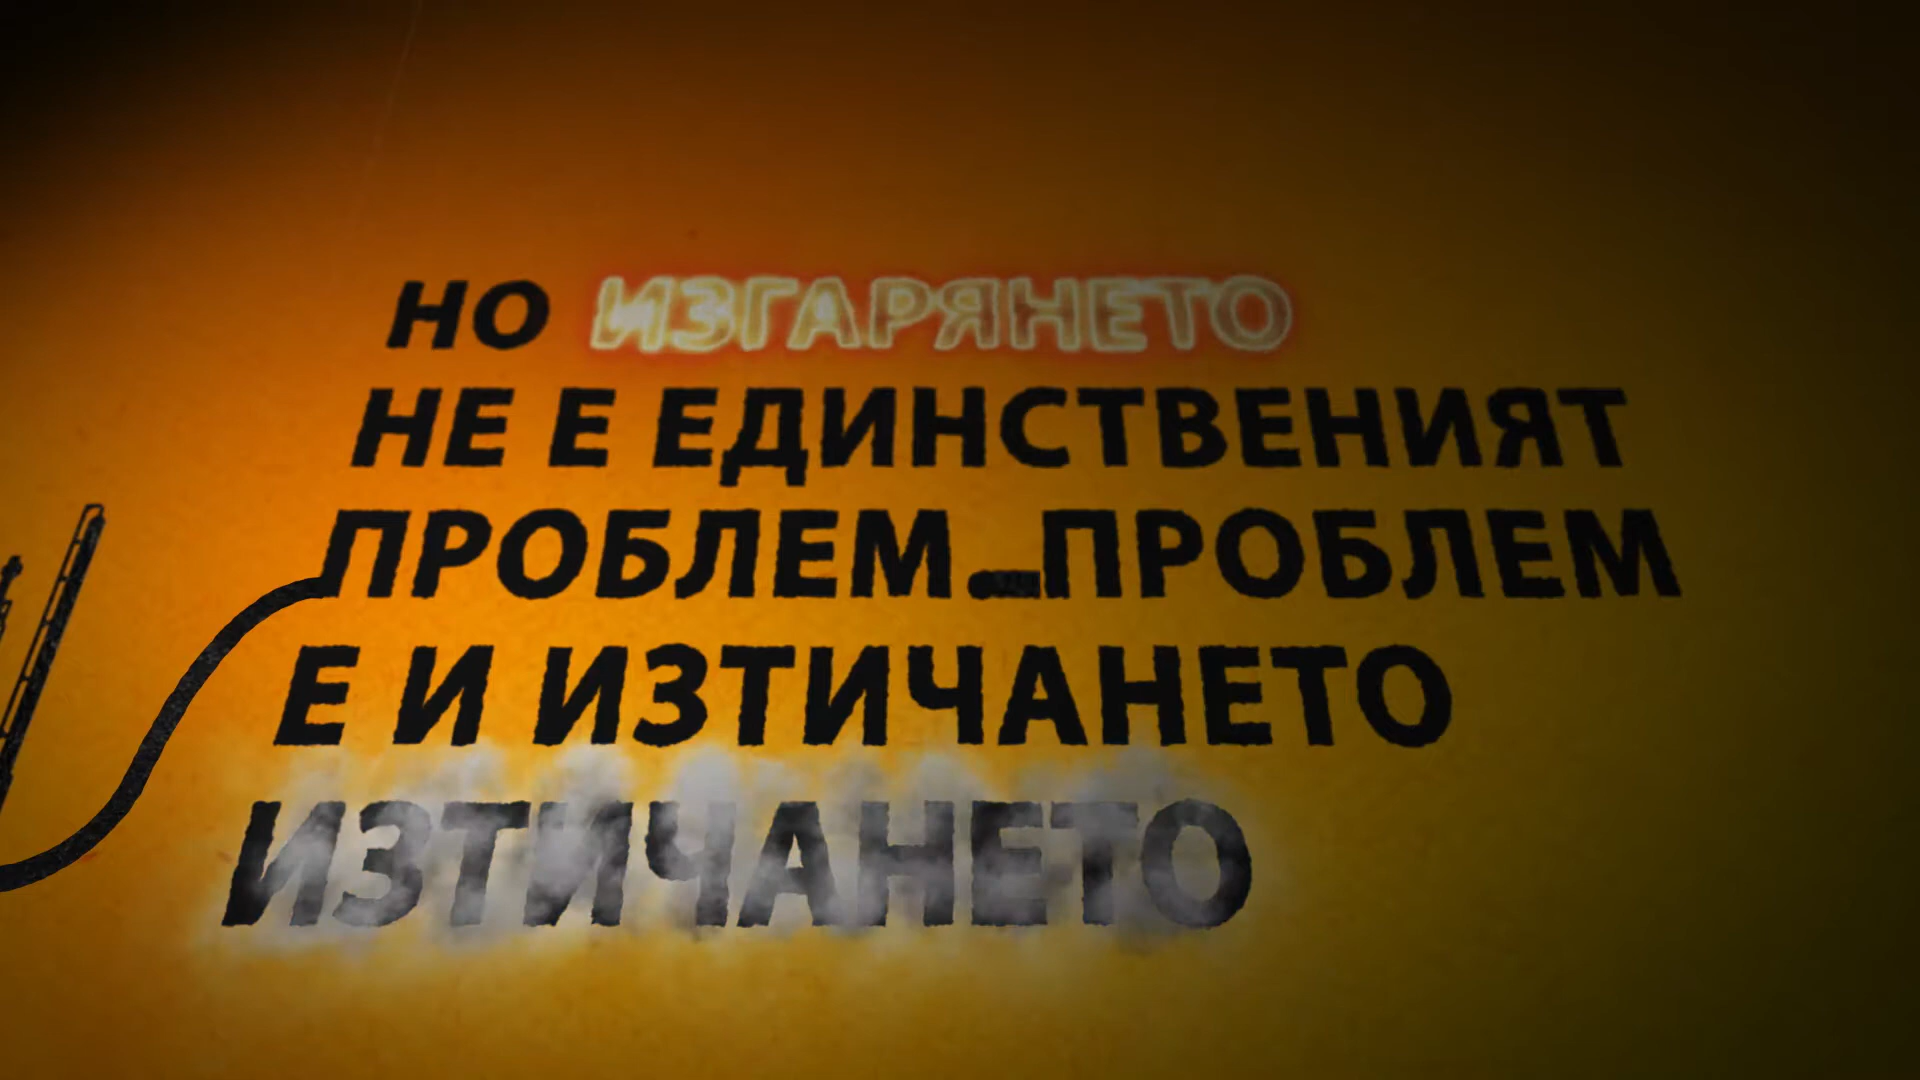 НО ИЗГАРЯНЕТО
НЕ Е ЕДИНСТВЕНИЯТ
ПРОБЛЕМ. ПРОБЛЕМ
Е И ИЗТИЧАНЕТО
ИЗТИЧАНЕТО